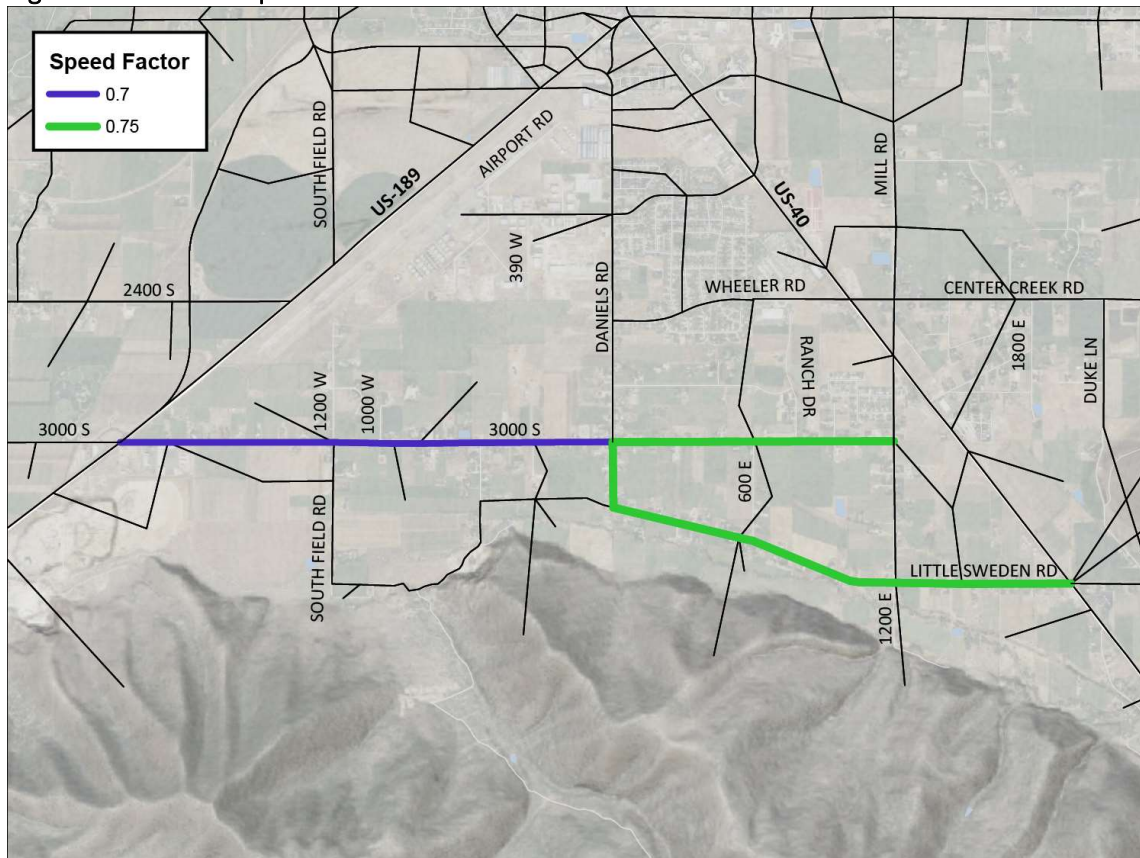 Speed Factor
0.7
0.75
SOUTH FIELD RD
US-189
AIRPORT RD
MILL RD
US-40
390 W
DANIELS RD
2400 S
WHEELER RD
CENTER CREEK RD
1800 E
RANCH DR
DUKE LN
1200 W
1000 W
3000 S
3000 S
600 E
SOUTH FIELD RD
LITTLE SWEDEN RD
1200 E